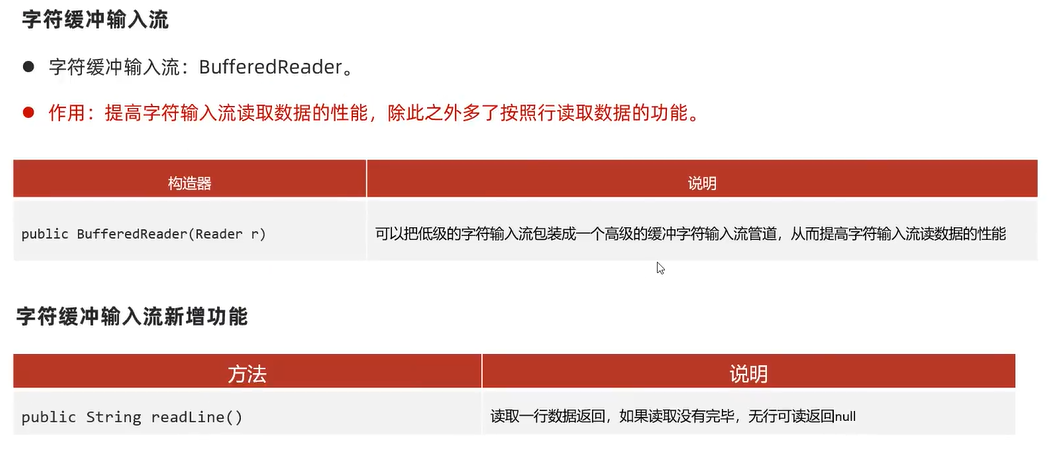 字符缓冲输入流
● 字符缓冲输入流：BufferedReader。
● 作用：提高字符输入流读取数据的性能，除此之外多了按照行读取数据的功能。
构造器 说明
public BufferedReader(Reader r) 可以把低级的字符输入流包装成一个高级的缓冲字符输入流管道，从而提高字符输入流读数据的性能
字符缓冲输入流新增功能
方法 说明
public String readLine() 读取一行数据返回，如果读取没有完毕，无行可读返回null